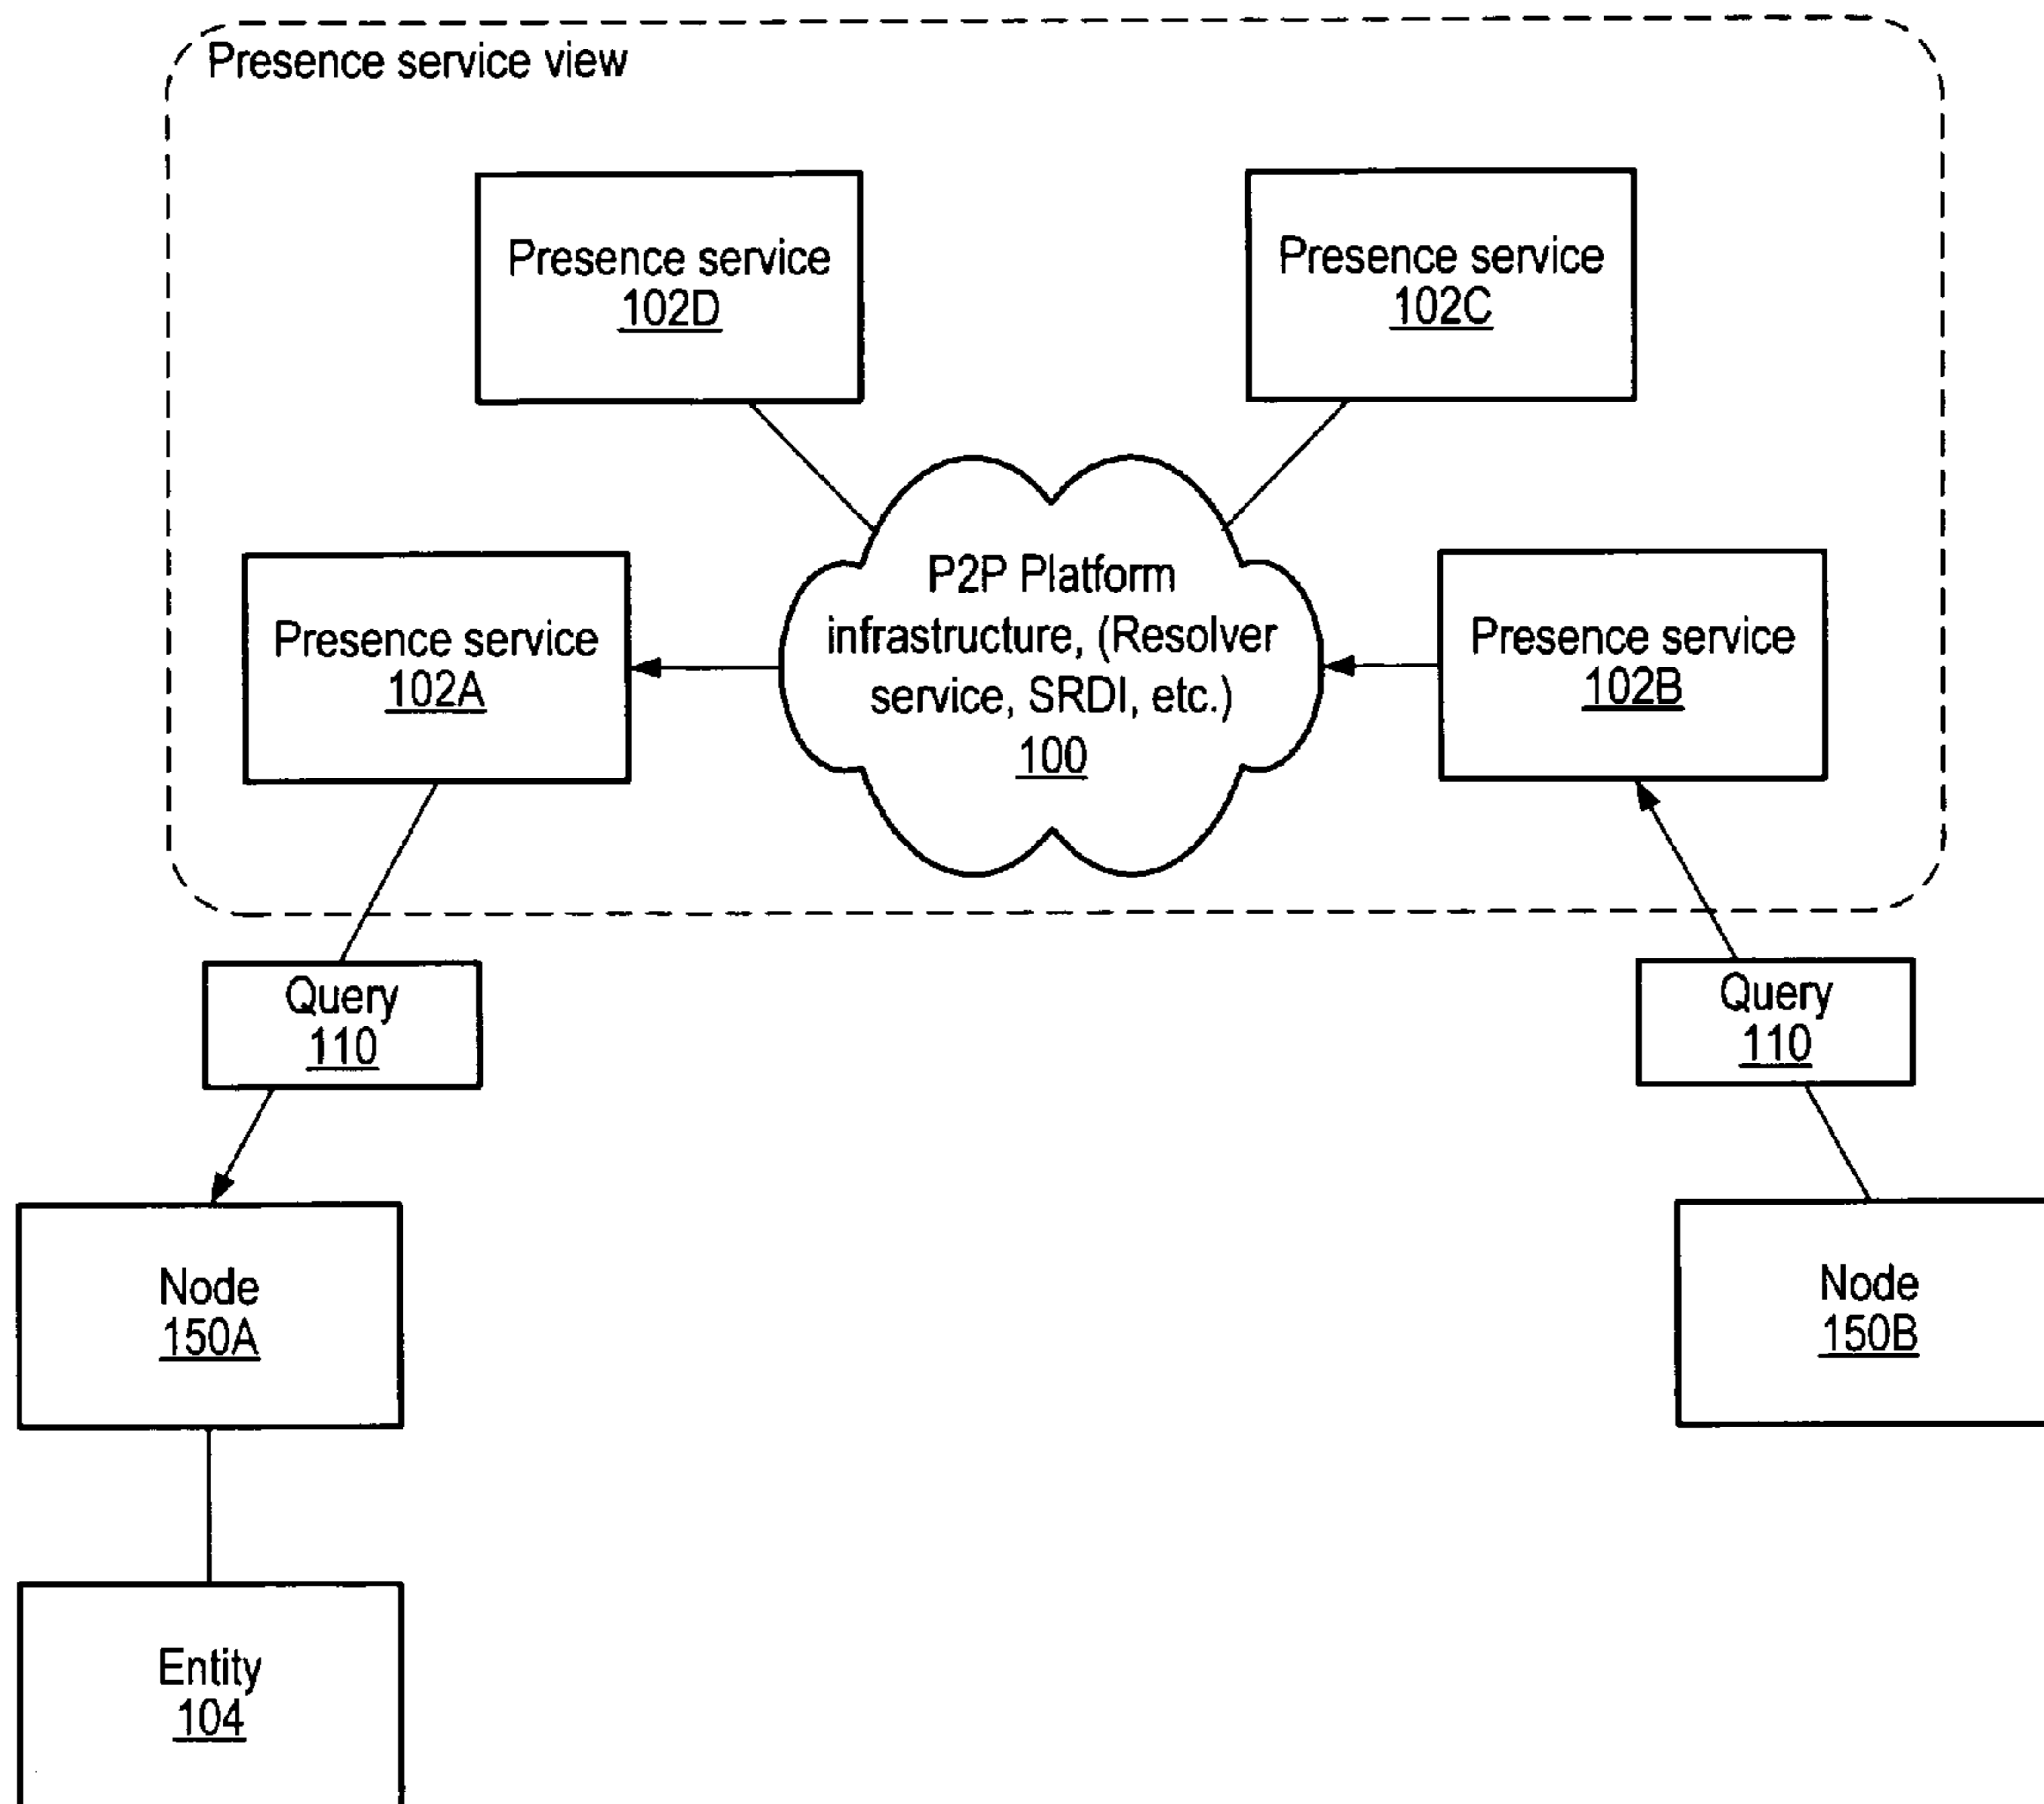 Presence service view
Presence service
102D
Presence service
102C
Presence service
102A
P2P Platform
infrastructure, (Resolver
service, SRDI, etc.)
100
Presence service
102B
Query
110
Query
110
Node
150A
Node
150B
Entity
104